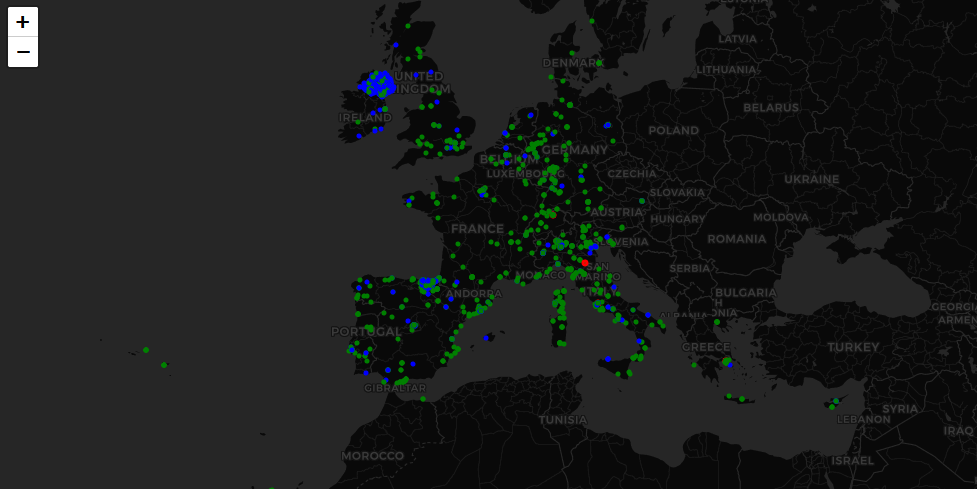 +
−
LATVIA
DENMARK
LITHUANIA
UNITED
KINGDOM
BELARUS
IRELAND
POLAND
GERMANY
BELGIUM
LUXEMBOURG
CZECHIA
UKRAINE
SLOVAKIA
AUSTRIA
HUNGARY
MOLDOVA
FRANCE
SLOVENIA
ROMANIA
SAN
MARINO
SERBIA
MONACO
ANDORRA
BULGARIA
GEORGIA
ALBANIA
ARMEN
PORTUGAL
GREECE
TURKEY
GIBRALTAR
TUNISIA
SYRIA
LEBANON
IRAQ
MOROCCO
ISRAEL